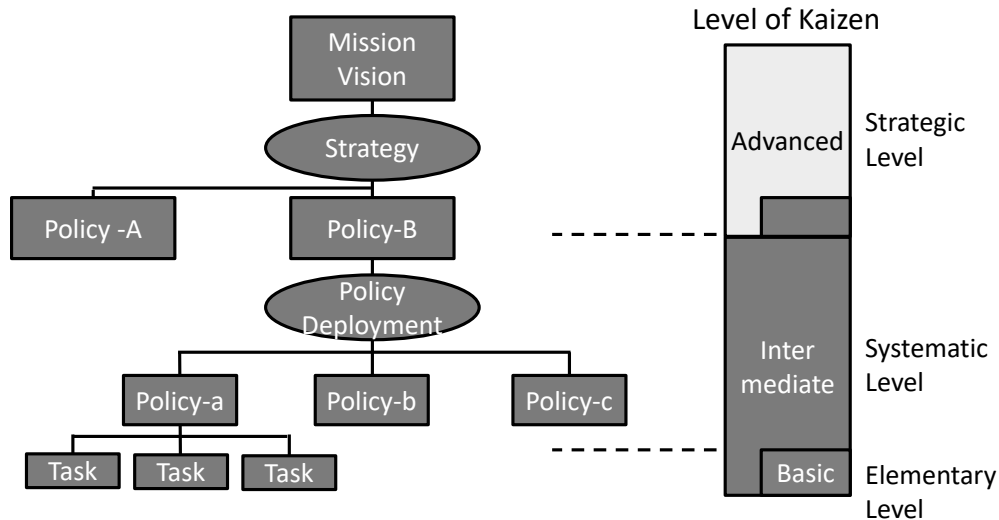 Level of Kaizen
Mission
Vision
Strategy
Advanced
Strategic
Level
Policy -A
Policy-B
Policy
Deployment
Inter
mediate
Systematic
Level
Policy-a
Policy-b
Policy-c
Task
Task
Task
Basic
Elementary
Level